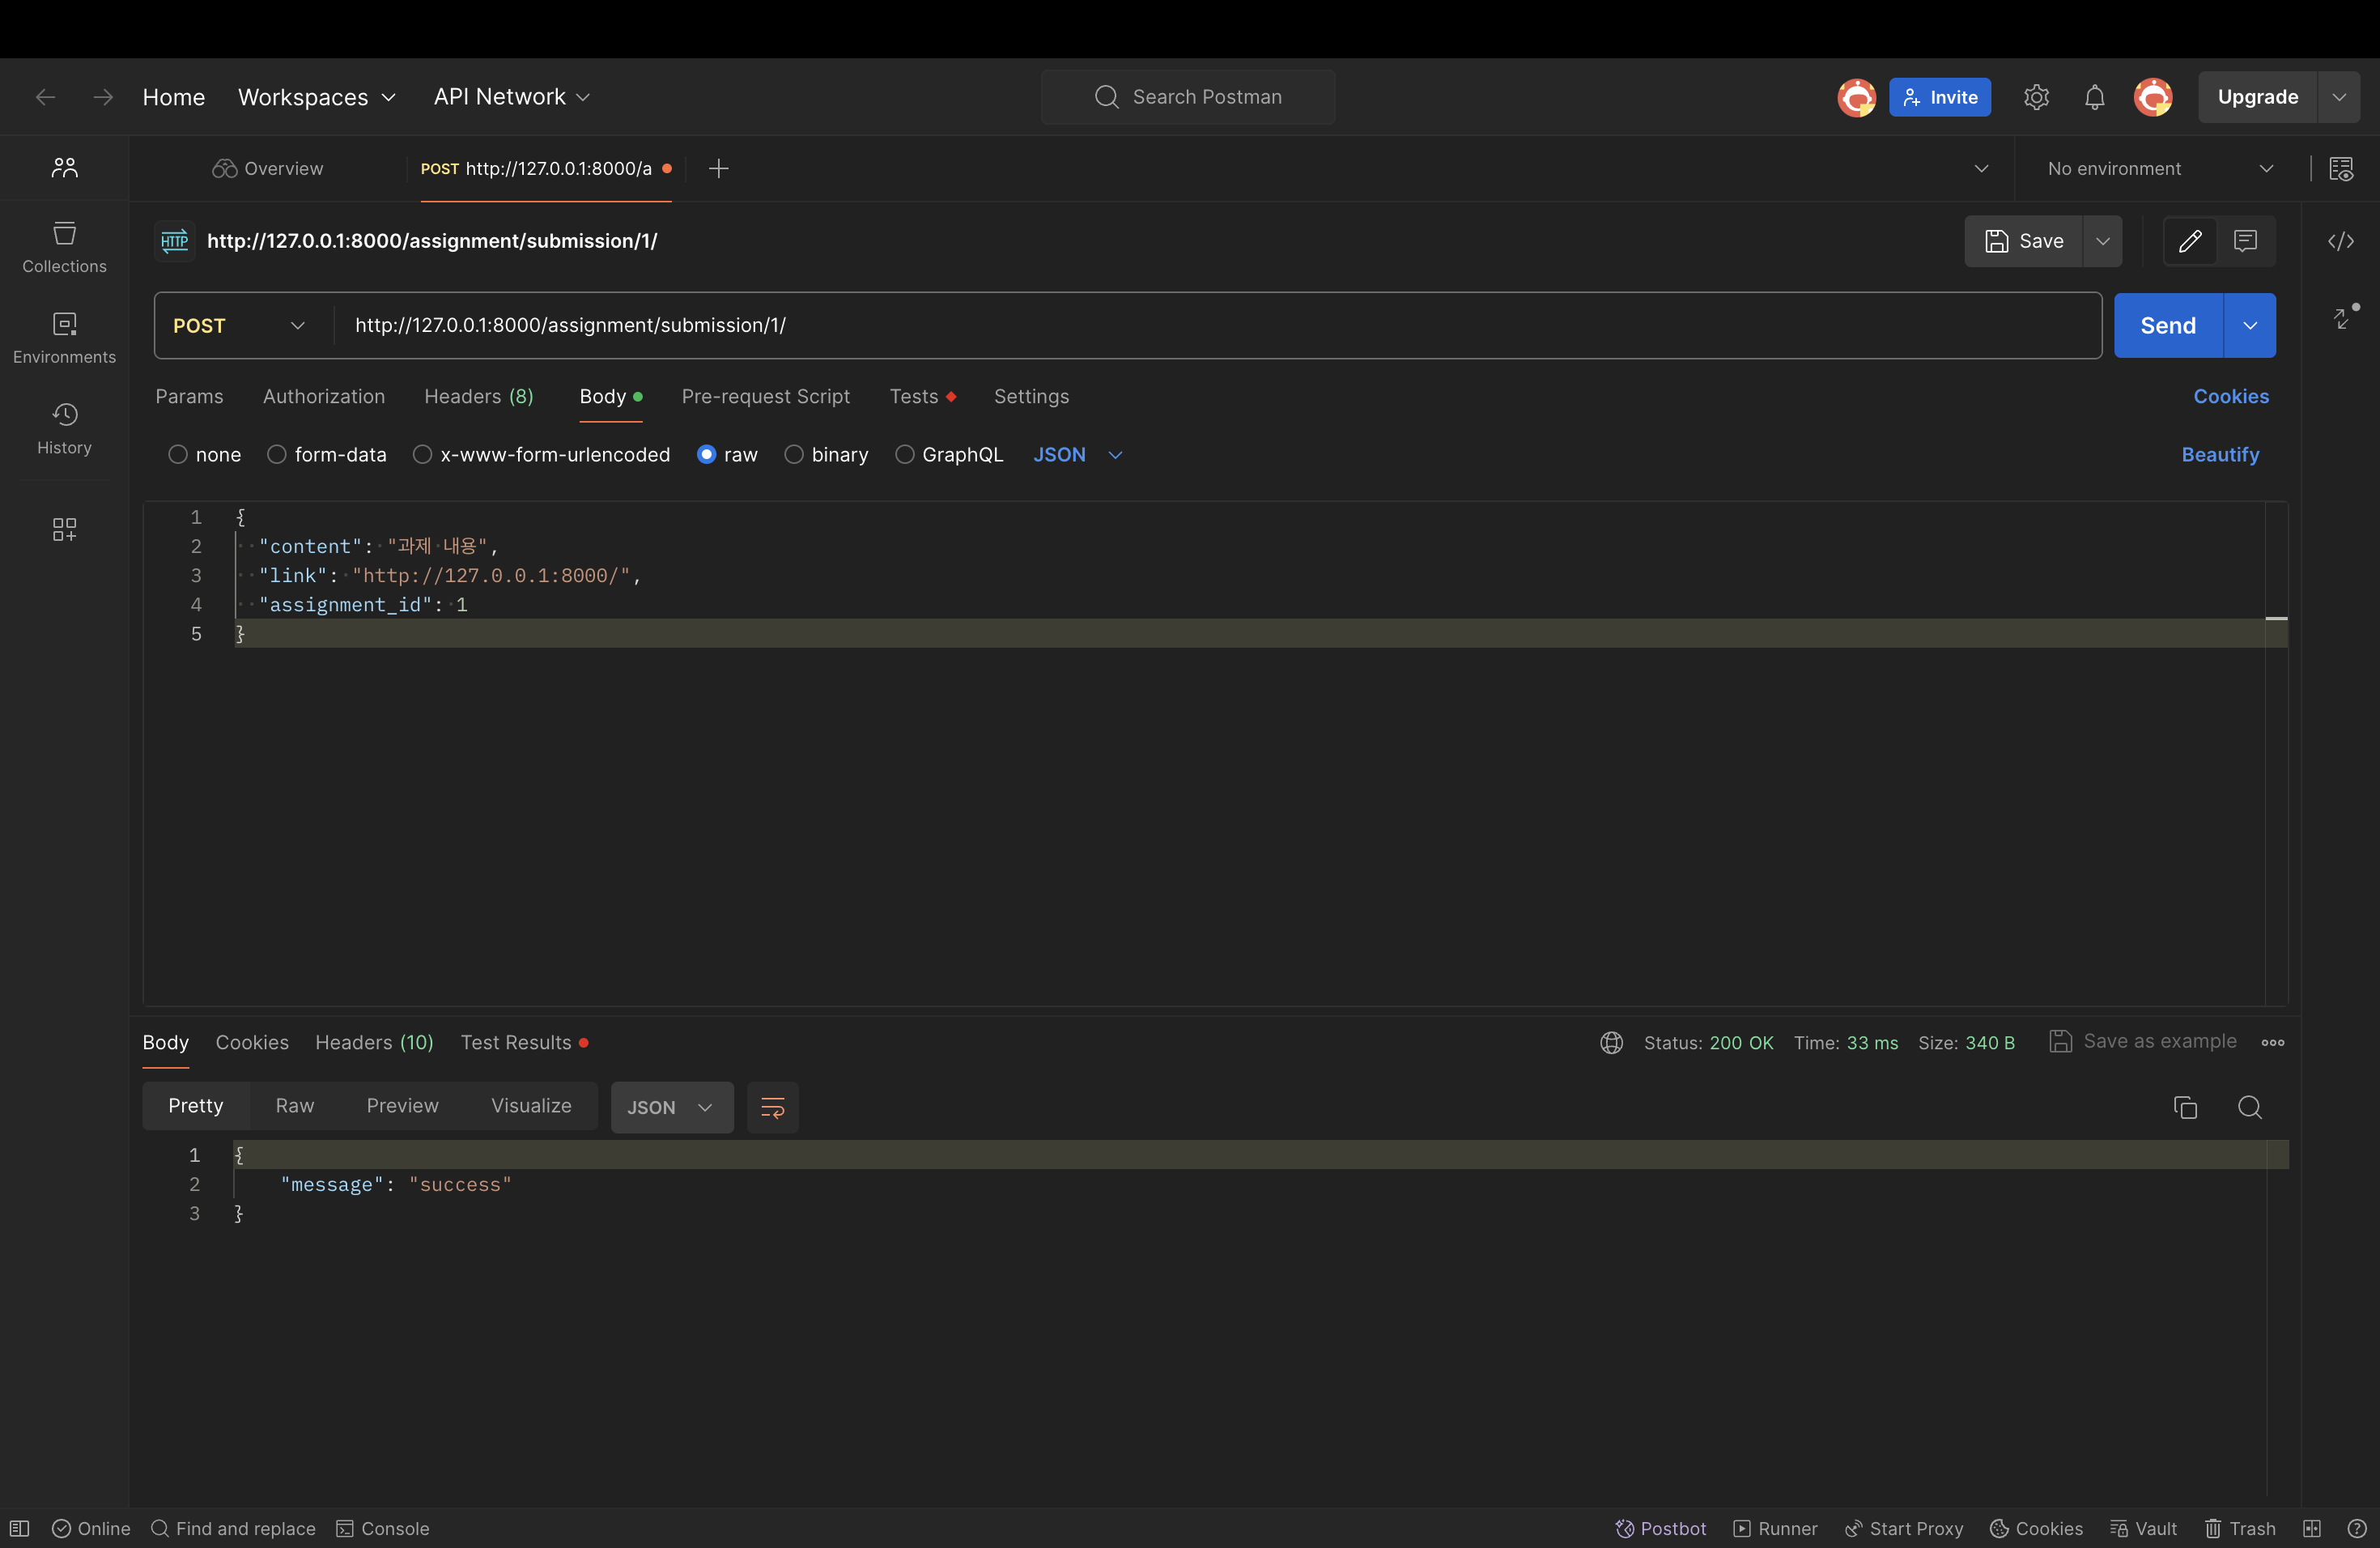 Home Workspaces API Network Search Postman Invite Upgrade
Overview POST http://127.0.0.1:8000/a No environment
HTTP http://127.0.0.1:8000/assignment/submission/1/ Save
Collections
POST http://127.0.0.1:8000/assignment/submission/1/ Send
Environments
Params Authorization Headers (8) Body Pre-request Script Tests Settings Cookies
History
none form-data x-www-form-urlencoded raw binary GraphQL JSON Beautify
1 {
2 "content": "과제 내용",
3 "link": "http://127.0.0.1:8000/",
4 "assignment_id": 1
5 }
Body Cookies Headers (10) Test Results Status: 200 OK Time: 33 ms Size: 340 B Save as example
Pretty Raw Preview Visualize JSON
1 {
2 "message": "success"
3 }
Online Find and replace Console Postbot Runner Start Proxy Cookies Vault Trash